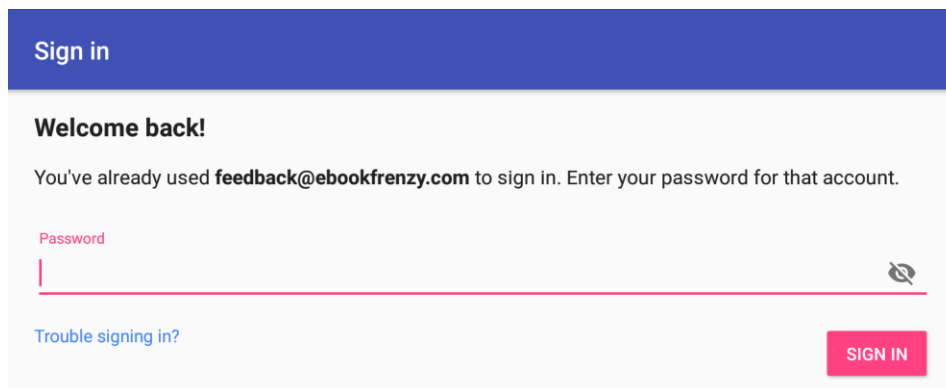 Sign in
Welcome back!
You've already used feedback@ebookfrenzy.com to sign in. Enter your password for that account.
Password
Trouble signing in?
SIGN IN